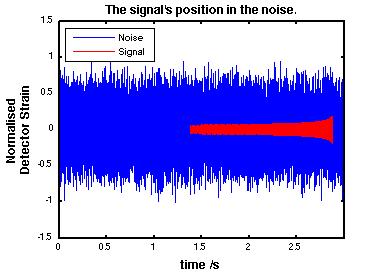 The signal's position in the noise.
1.5
Noise
Signal
1
0.5
0
-0.5
-1
-1.5
Normalised
Detector Strain
0 0.5 1 1.5 2 2.5
time /s